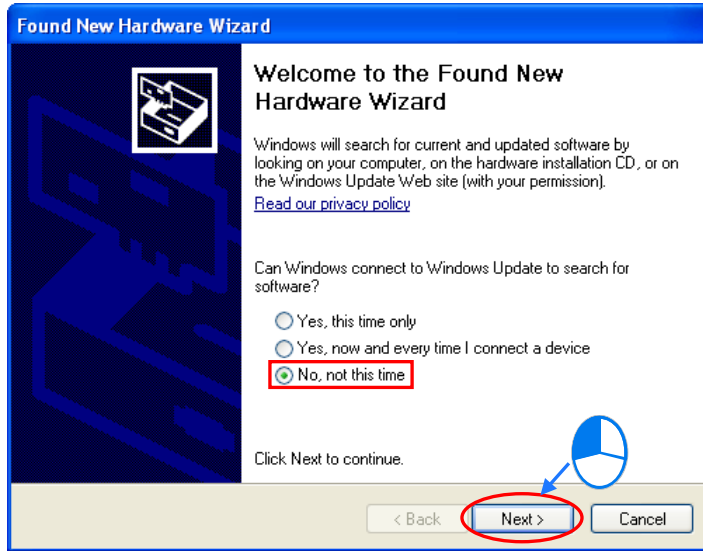 Found New Hardware Wizard
Welcome to the Found New
Hardware Wizard
Windows will search for current and updated software by
looking on your computer, on the hardware installation CD, or on
the Windows Update Web site (with your permission).
Read our privacy policy
Can Windows connect to Windows Update to search for
software?
Yes, this time only
Yes, now and every time I connect a device
No, not this time
Click Next to continue.
< Back
Next >
Cancel